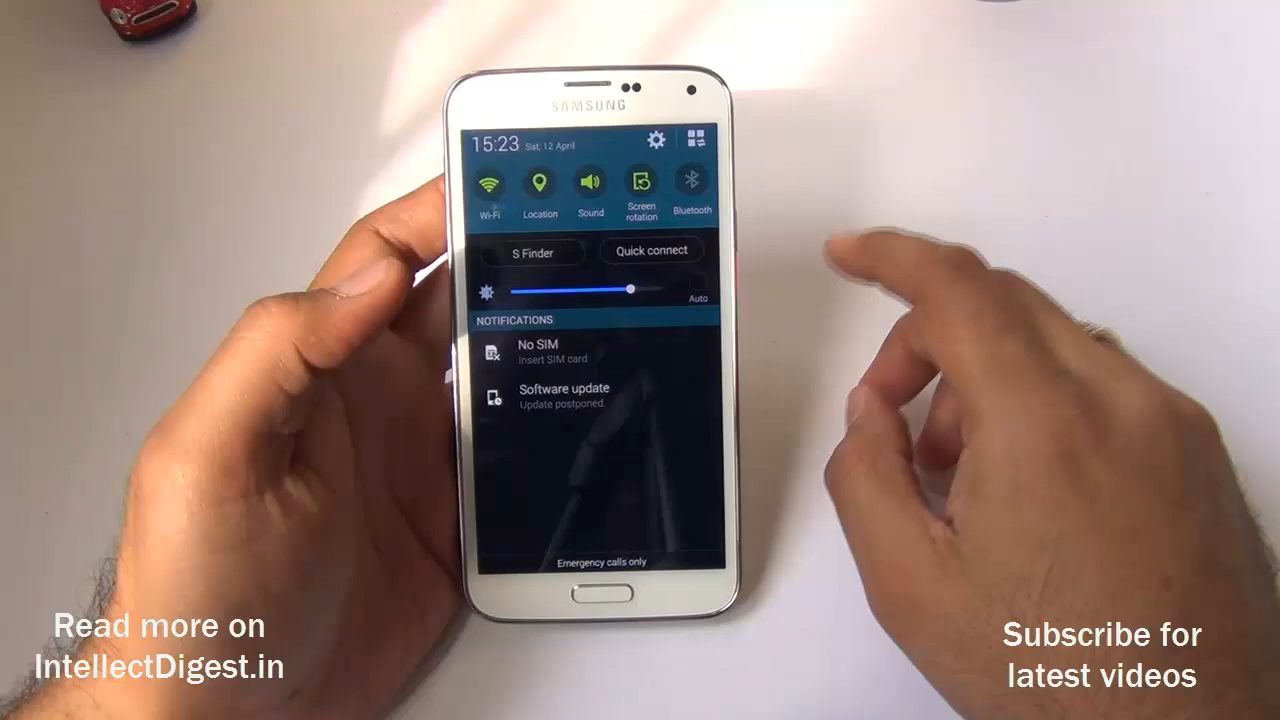 SAMSUNG
15:23 Sat, 12 April
Wi-Fi Location Sound Screen rotation Bluetooth
S Finder Quick connect
Auto
NOTIFICATIONS
No SIM
Insert SIM card
Software update
Update postponed.
Emergency calls only
Read more on
IntellectDigest.in
Subscribe for
latest videos